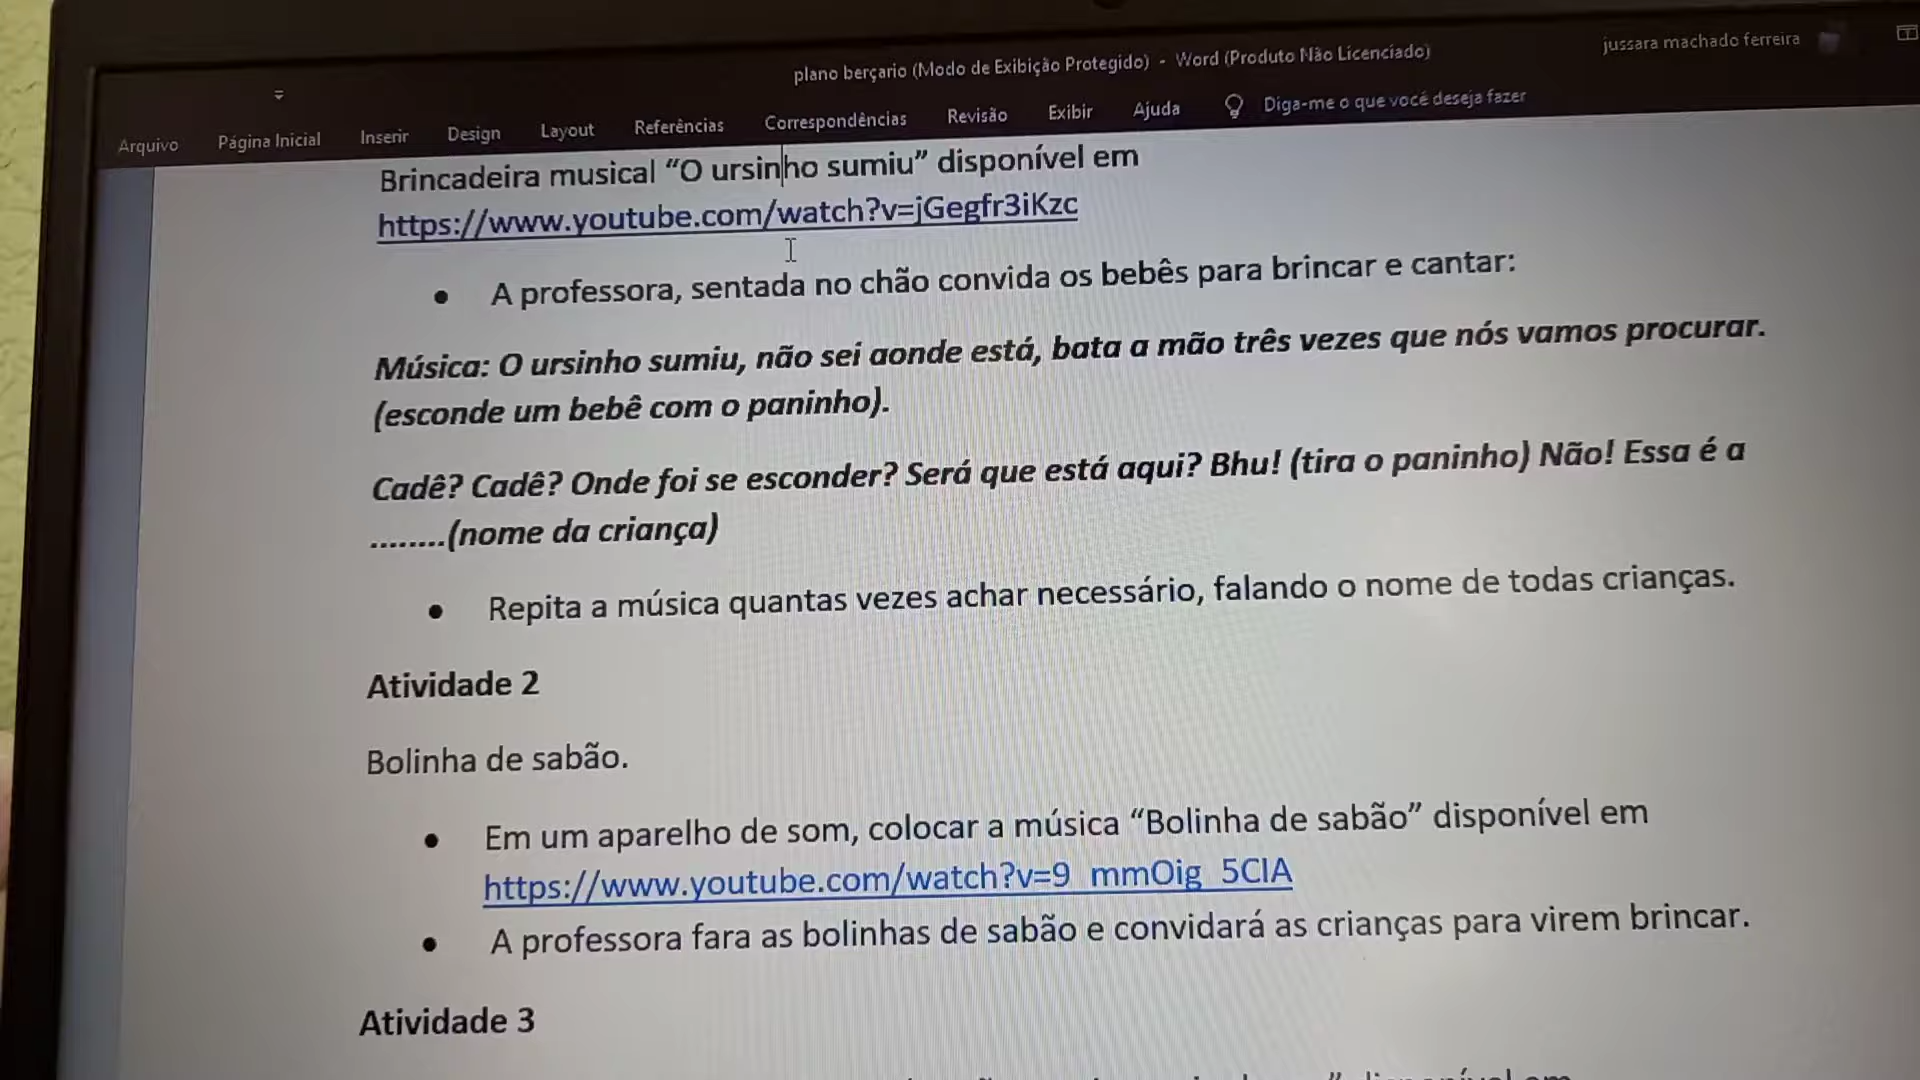 jussara machado ferreira
plano berçario (Modo de Exibição Protegido) - Word (Produto Não Licenciado)
Arquivo Página Inicial Inserir Design Layout Referências Correspondências Revisão Exibir Ajuda Diga-me o que você deseja fazer
Brincadeira musical “O ursinho sumiu” disponível em
https://www.youtube.com/watch?v=jGegfr3iKzc
• A professora, sentada no chão convida os bebês para brincar e cantar:
Música: O ursinho sumiu, não sei aonde está, bata a mão três vezes que nós vamos procurar.
(esconde um bebê com o paninho).
Cadê? Cadê? Onde foi se esconder? Será que está aqui? Bhu! (tira o paninho) Não! Essa é a
........(nome da criança)
• Repita a música quantas vezes achar necessário, falando o nome de todas crianças.
Atividade 2
Bolinha de sabão.
• Em um aparelho de som, colocar a música “Bolinha de sabão” disponível em
https://www.youtube.com/watch?v=9_mmOig_5CIA
• A professora fara as bolinhas de sabão e convidará as crianças para virem brincar.
Atividade 3
disponível em